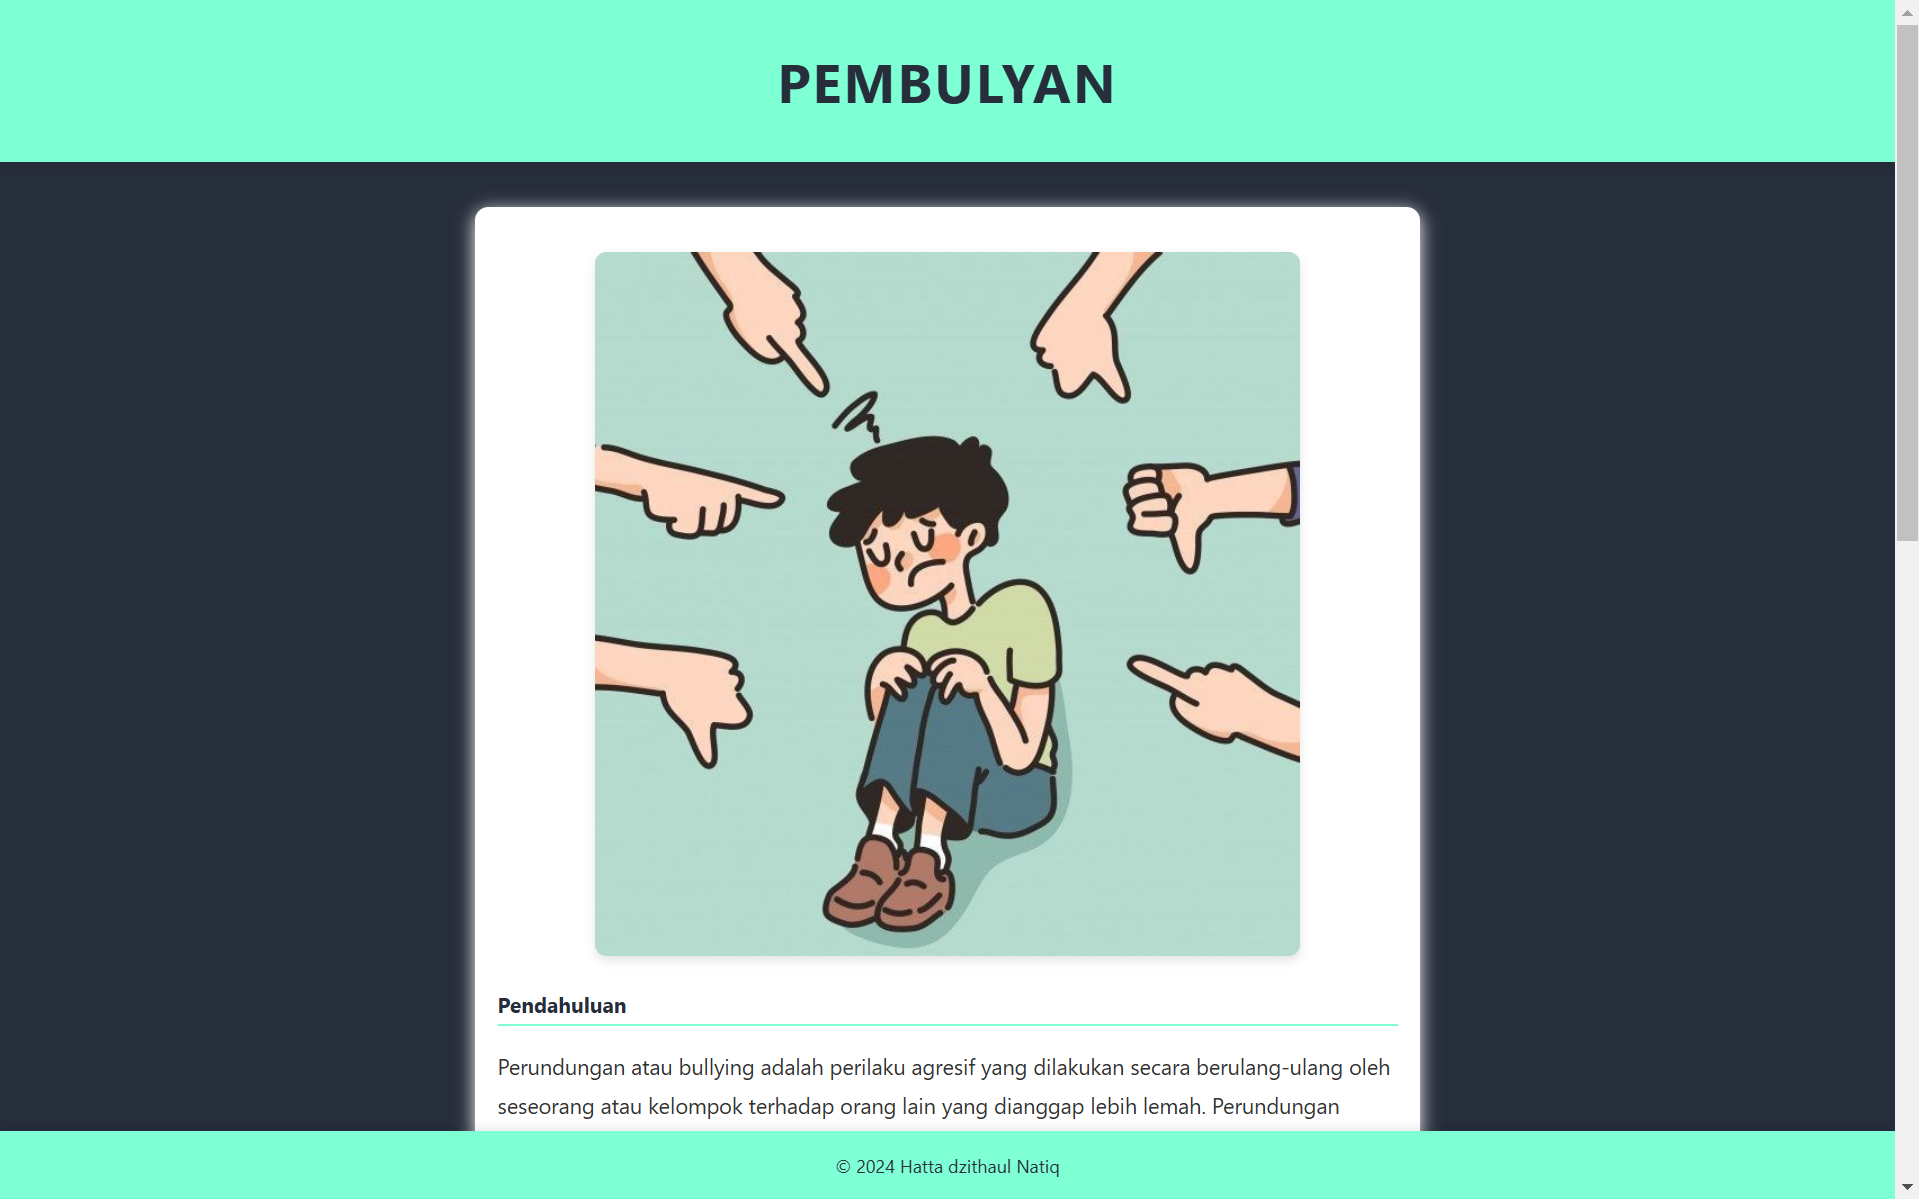 PEMBULYAN
Pendahuluan
Perundungan atau bullying adalah perilaku agresif yang dilakukan secara berulang-ulang oleh
seseorang atau kelompok terhadap orang lain yang dianggap lebih lemah. Perundungan
© 2024 Hatta dzithaul Natiq